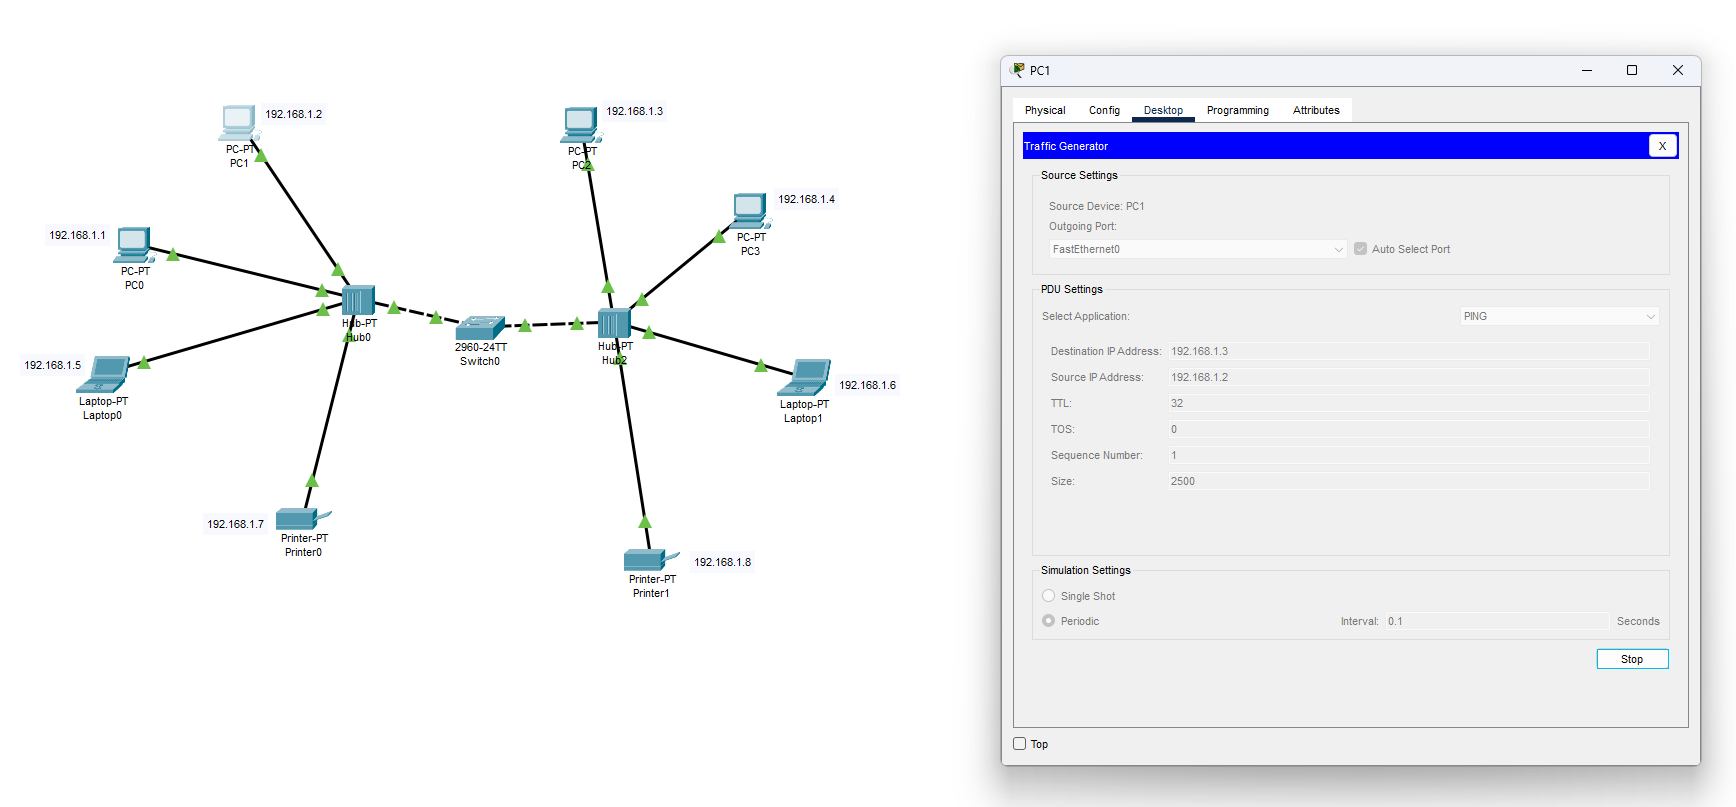 192.168.1.2
PC-PT
PC1
192.168.1.3
PC-PT
PC2
192.168.1.4
PC-PT
PC3
192.168.1.1
PC-PT
PC0
Hub-PT
Hub0
2960-24TT
Switch0
Hub-PT
Hub2
192.168.1.5
Laptop-PT
Laptop0
192.168.1.6
Laptop-PT
Laptop1
192.168.1.7
Printer-PT
Printer0
192.168.1.8
Printer-PT
Printer1
PC1
Physical Config Desktop Programming Attributes
Traffic Generator X
Source Settings
Source Device: PC1
Outgoing Port:
FastEthernet0 Auto Select Port
PDU Settings
Select Application: PING
Destination IP Address: 192.168.1.3
Source IP Address: 192.168.1.2
TTL: 32
TOS: 0
Sequence Number: 1
Size: 2500
Simulation Settings
Single Shot
Periodic Interval: 0.1 Seconds
Stop
Top